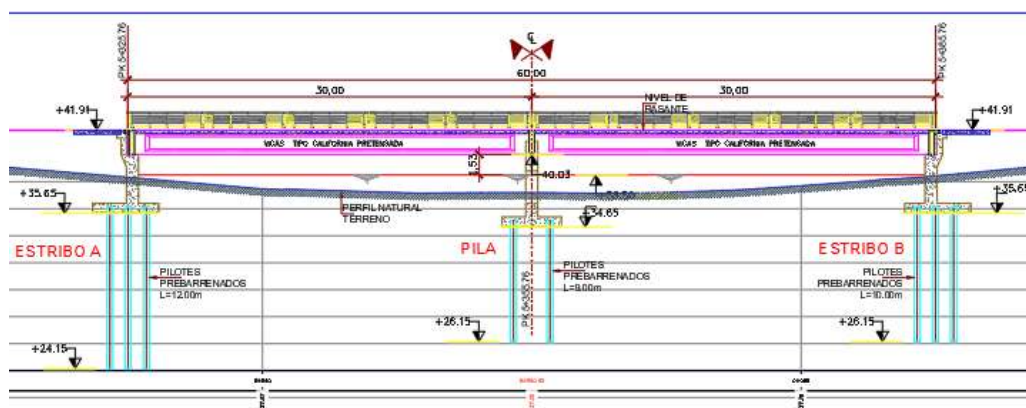 PK 5+325.76
℄
PK 5+385.76
60.00
30,00
30,00
NIVEL DE
RASANTE
+41.91
+41.91
VIGAS TIPO CALIFORNIA PRETENSADA
VIGAS TIPO CALIFORNIA PRETENSADA
1,53
40.03
+35.65
+35.65
PERFIL NATURAL
TERRENO
+34.65
ESTRIBO A
PILA
ESTRIBO B
PILOTES
PREBARRENADOS
L=12.00m
PILOTES
PREBARRENADOS
L=8.00m
PILOTES
PREBARRENADOS
L=10.00m
PK 5+355.76
+26.15
+26.15
+24.15